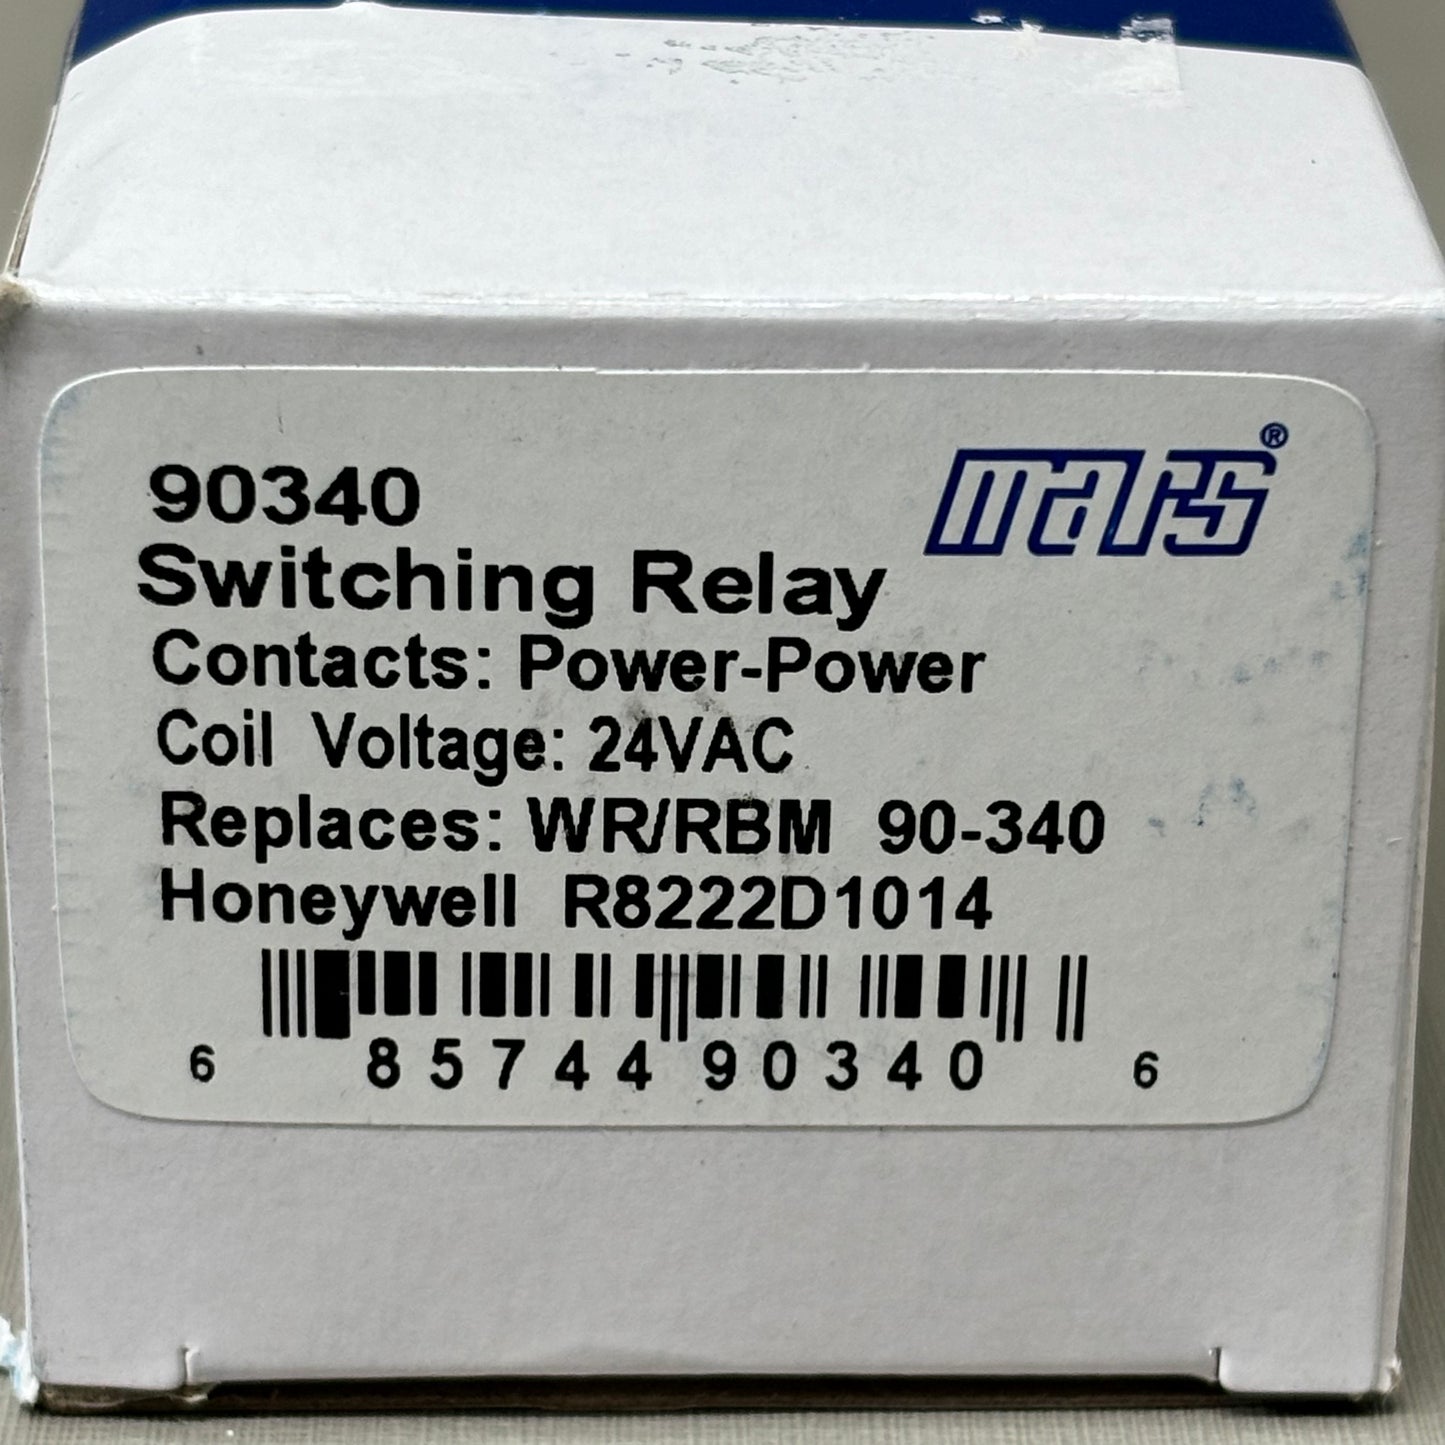 90340
mars®
Switching Relay
Contacts: Power-Power
Coil Voltage: 24VAC
Replaces: WR/RBM 90-340
Honeywell R8222D1014
6 85744 90340 6